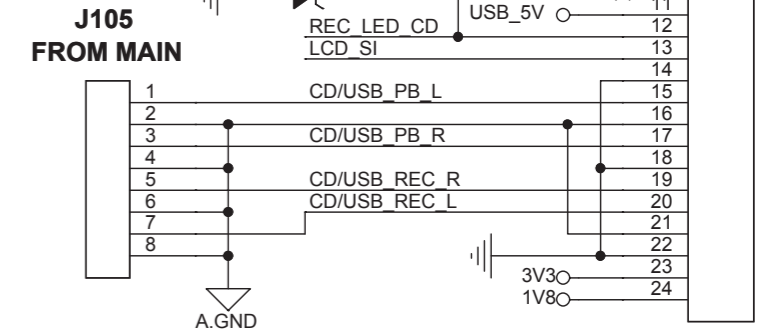 11
USB_5V
J105
REC_LED_CD
12
FROM MAIN
LCD_SI
13
14
1
CD/USB_PB_L
15
2
16
3
CD/USB_PB_R
17
4
18
5
CD/USB_REC_R
19
6
CD/USB_REC_L
20
7
21
8
22
3V3
23
1V8
24
A.GND